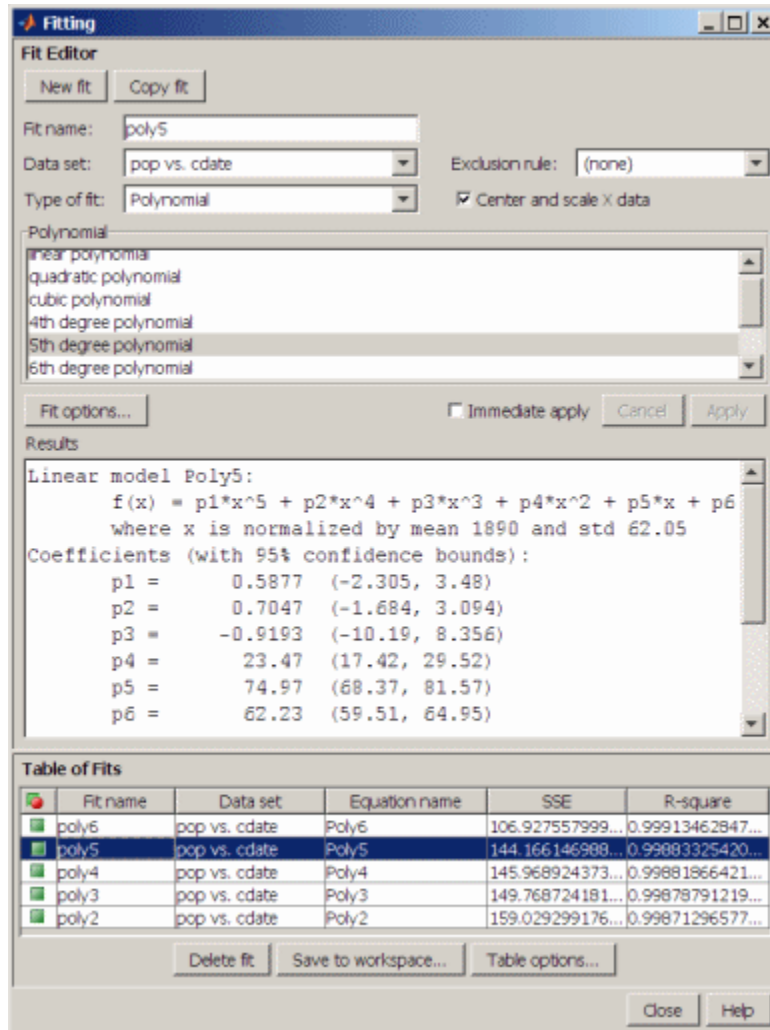 Fitting
Fit Editor
New fit Copy fit
Fit name: poly5
Data set: pop vs. cdate Exclusion rule: (none)
Type of fit: Polynomial Center and scale X data
Polynomial
linear polynomial
quadratic polynomial
cubic polynomial
4th degree polynomial
5th degree polynomial
6th degree polynomial
Fit options... Immediate apply Cancel Apply
Results
Linear model Poly5:
f(x) = p1*x^5 + p2*x^4 + p3*x^3 + p4*x^2 + p5*x + p6
where x is normalized by mean 1890 and std 62.05
Coefficients (with 95% confidence bounds):
p1 = 0.5877 (-2.305, 3.48)
p2 = 0.7047 (-1.684, 3.094)
p3 = -0.9193 (-10.19, 8.356)
p4 = 23.47 (17.42, 29.52)
p5 = 74.97 (68.37, 81.57)
p6 = 62.23 (59.51, 64.95)
Table of Fits
Fit name Data set Equation name SSE R-square
poly6 pop vs. cdate Poly6 106.927557999... 0.99913462847...
poly5 pop vs. cdate Poly5 144.166146988... 0.99883325420...
poly4 pop vs. cdate Poly4 145.968924373... 0.99881866421...
poly3 pop vs. cdate Poly3 149.768724181... 0.99878791219...
poly2 pop vs. cdate Poly2 159.029299176... 0.99871296577...
Delete fit Save to workspace... Table options...
Close Help